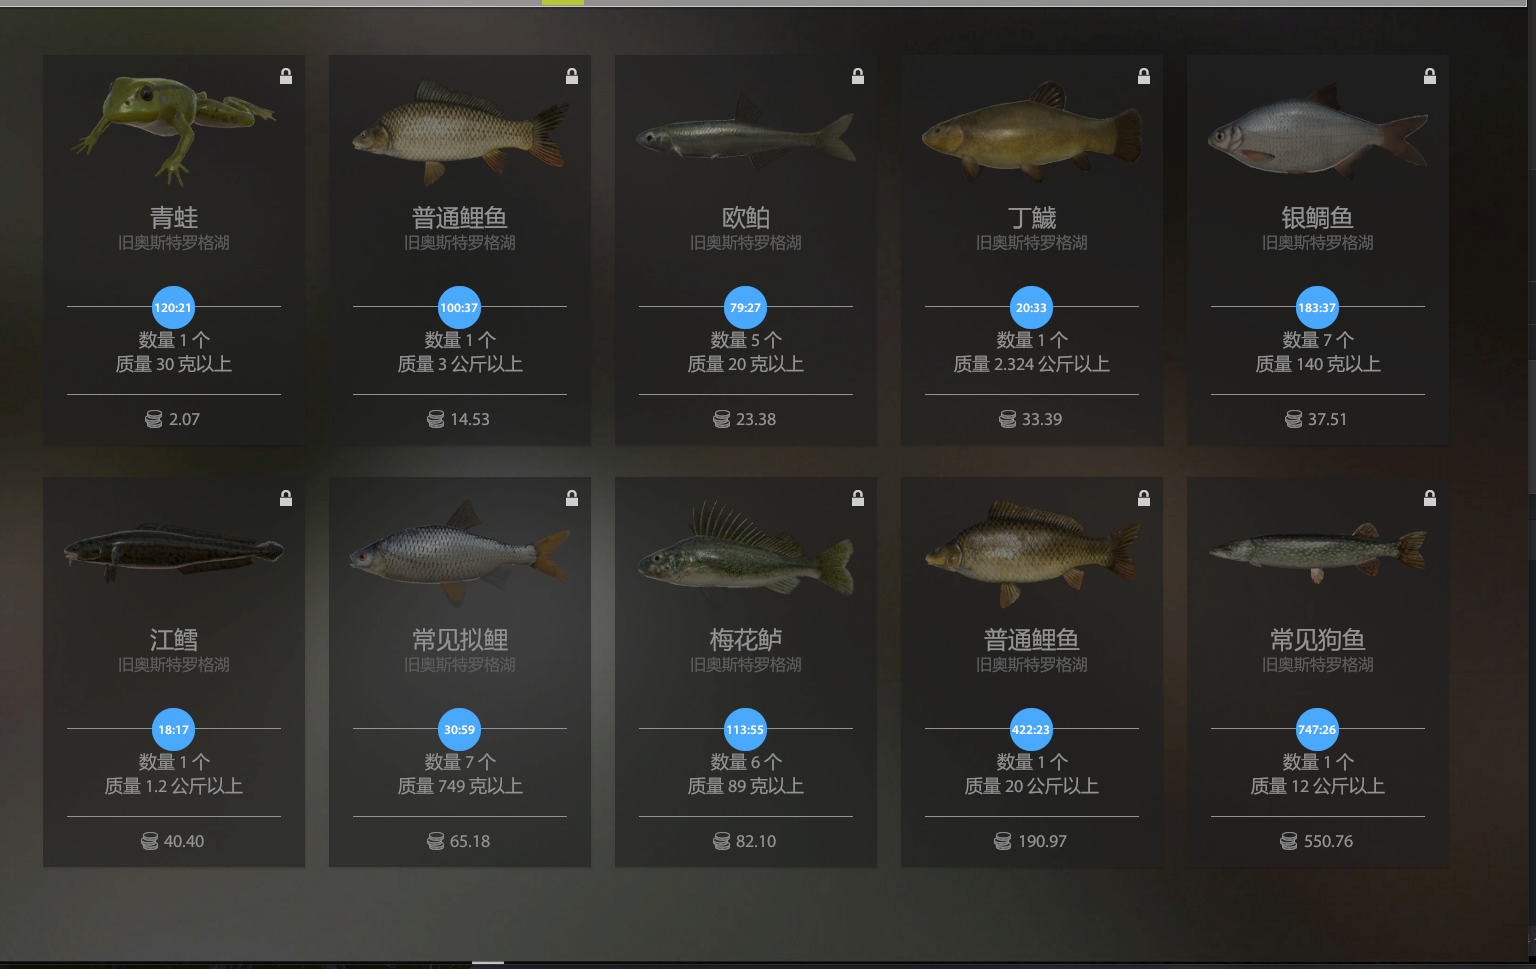 青蛙
旧奥斯特罗格湖
120:21
数量 1 个
质量 30 克以上
2.07
普通鲤鱼
旧奥斯特罗格湖
100:37
数量 1 个
质量 3 公斤以上
14.53
欧鲌
旧奥斯特罗格湖
79:27
数量 5 个
质量 20 克以上
23.38
丁鱥
旧奥斯特罗格湖
20:33
数量 1 个
质量 2.324 公斤以上
33.39
银鲷鱼
旧奥斯特罗格湖
183:37
数量 7 个
质量 140 克以上
37.51
江鳕
旧奥斯特罗格湖
18:17
数量 1 个
质量 1.2 公斤以上
40.40
常见拟鲤
旧奥斯特罗格湖
30:59
数量 7 个
质量 749 克以上
65.18
梅花鲈
旧奥斯特罗格湖
113:55
数量 6 个
质量 89 克以上
82.10
普通鲤鱼
旧奥斯特罗格湖
422:23
数量 1 个
质量 20 公斤以上
190.97
常见狗鱼
旧奥斯特罗格湖
747:26
数量 1 个
质量 12 公斤以上
550.76